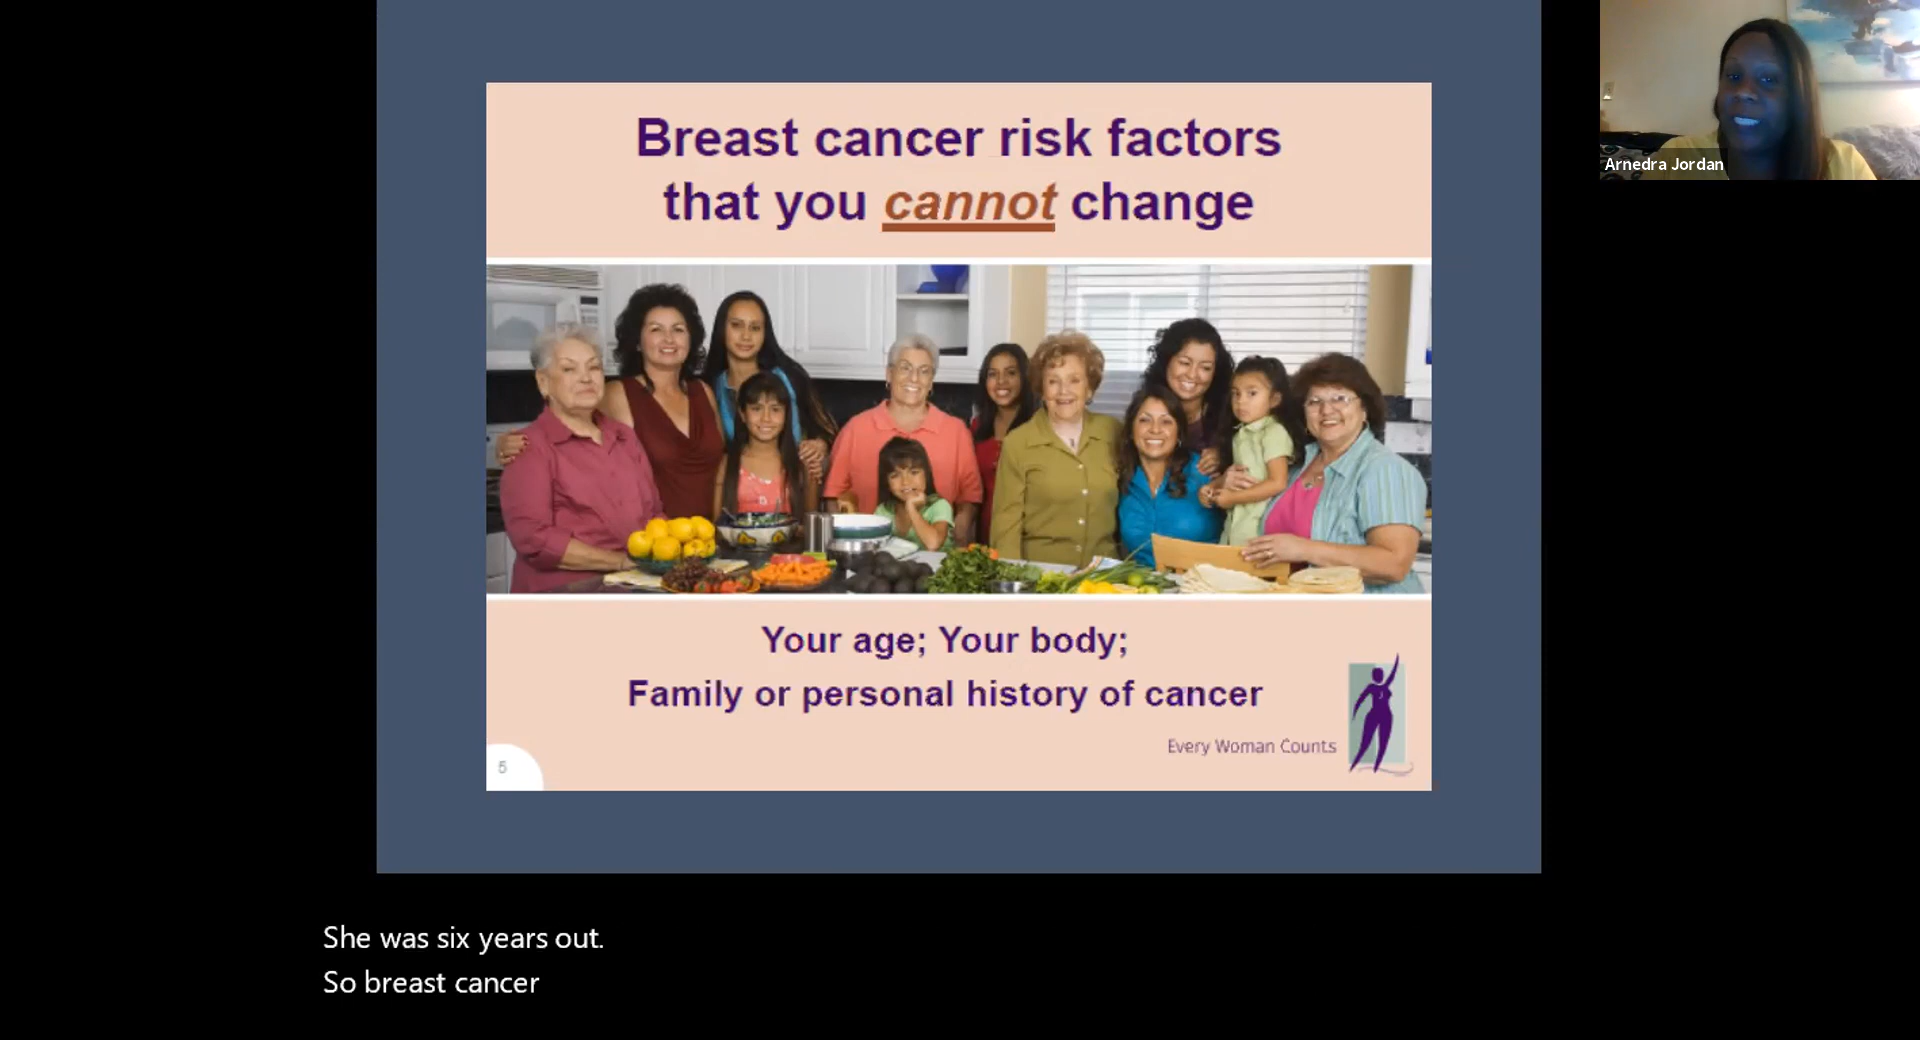 Breast cancer risk factors
that you cannot change
Arnedra Jordan
Your age; Your body;
Family or personal history of cancer
Every Woman Counts
5
She was six years out.
So breast cancer